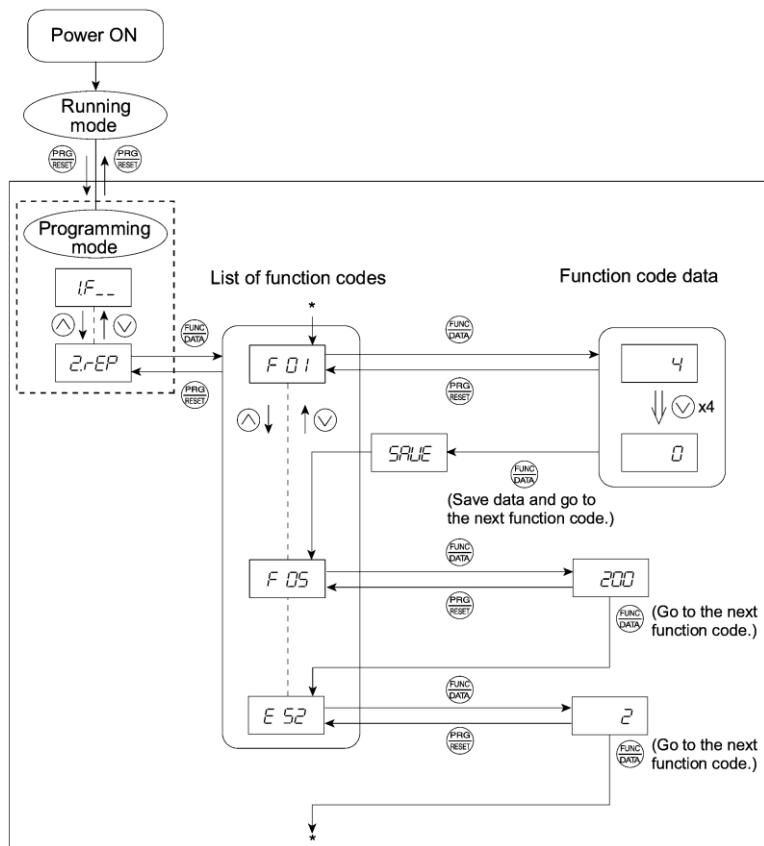 Power ON
Running
mode
PRG
RESET
PRG
RESET
Programming
mode
1.F_ _
2.rEP
FUNC
DATA
PRG
RESET
List of function codes
Function code data
*
F 01
FUNC
DATA
PRG
RESET
4
x4
0
SAVE
FUNC
DATA
(Save data and go to
the next function code.)
F 05
FUNC
DATA
PRG
RESET
200
FUNC
DATA
(Go to the next
function code.)
E 52
FUNC
DATA
PRG
RESET
2
FUNC
DATA
(Go to the next
function code.)
*